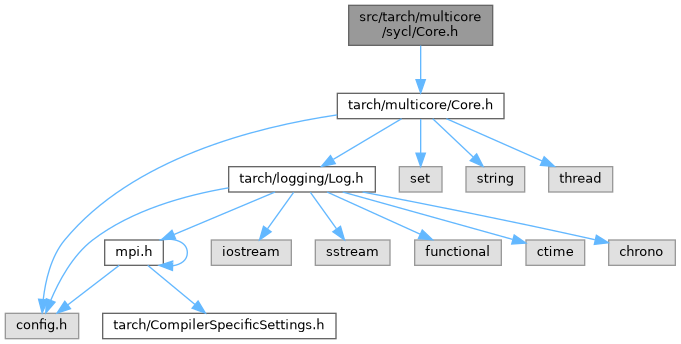 src/tarch/multicore
/sycl/Core.h
tarch/multicore/Core.h
tarch/logging/Log.h
set
string
thread
mpi.h
iostream
sstream
functional
ctime
chrono
config.h
tarch/CompilerSpecificSettings.h